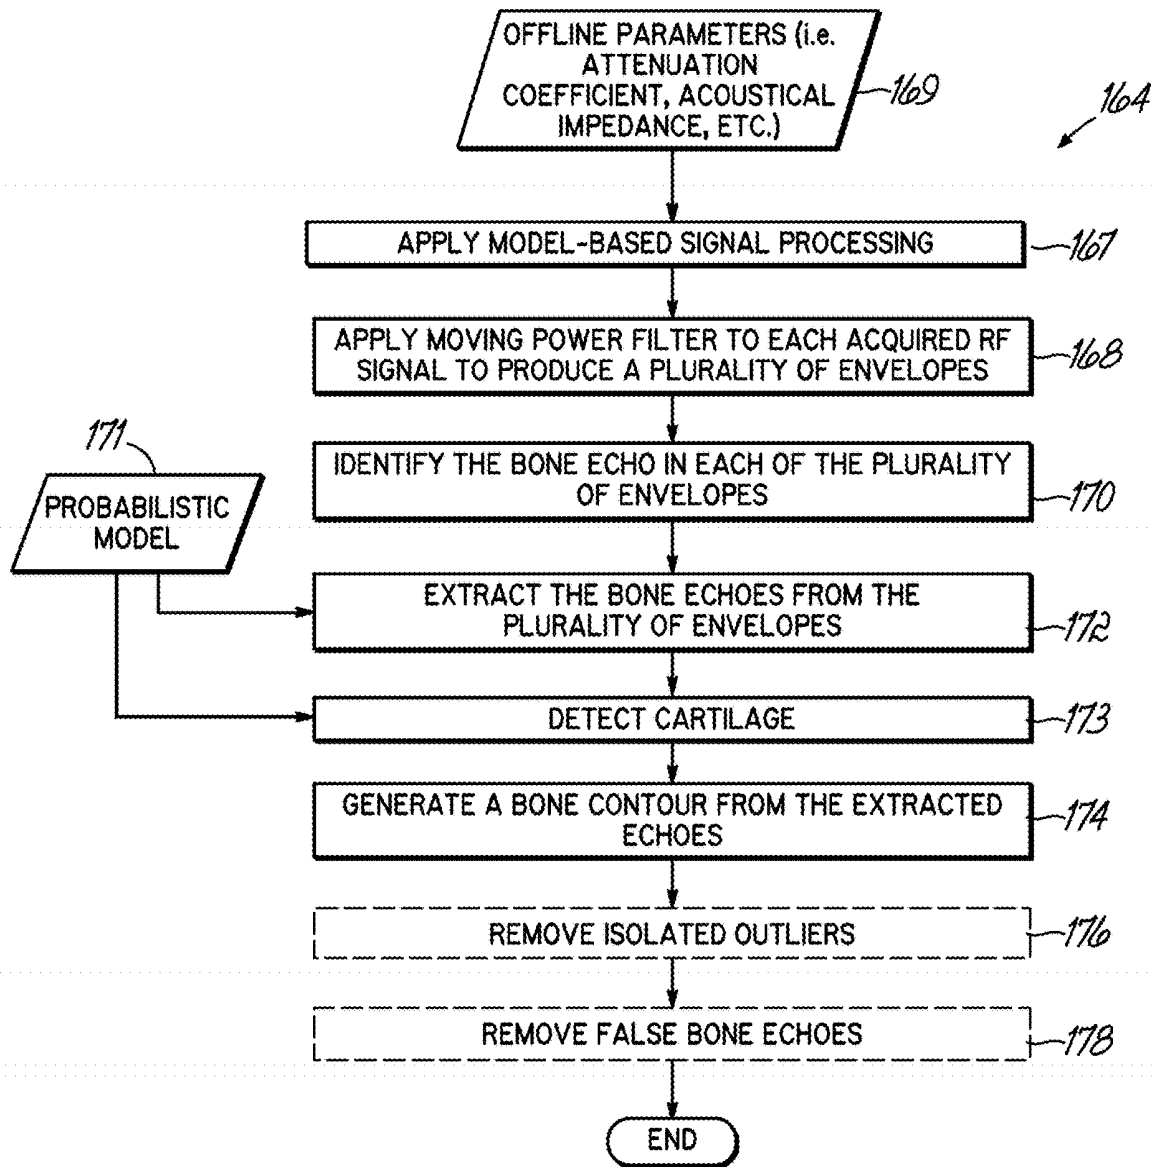 OFFLINE PARAMETERS (i.e.
ATTENUATION
COEFFICIENT, ACOUSTICAL
IMPEDANCE, ETC.)
169
164
APPLY MODEL-BASED SIGNAL PROCESSING
167
APPLY MOVING POWER FILTER TO EACH ACQUIRED RF
SIGNAL TO PRODUCE A PLURALITY OF ENVELOPES
168
171
PROBABILISTIC
MODEL
IDENTIFY THE BONE ECHO IN EACH OF THE PLURALITY
OF ENVELOPES
170
EXTRACT THE BONE ECHOES FROM THE
PLURALITY OF ENVELOPES
172
DETECT CARTILAGE
173
GENERATE A BONE CONTOUR FROM THE EXTRACTED
ECHOES
174
REMOVE ISOLATED OUTLIERS
176
REMOVE FALSE BONE ECHOES
178
END